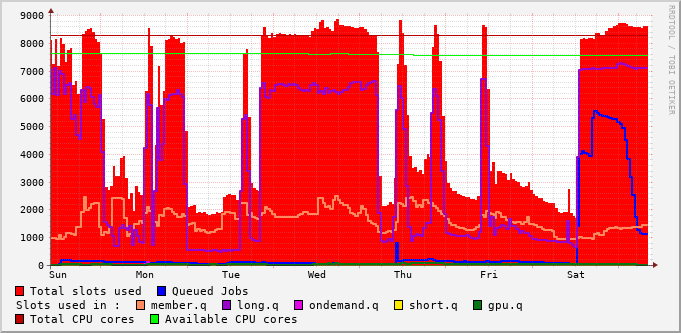 9000
8000
7000
6000
5000
4000
3000
2000
1000
0
Sun Mon Tue Wed Thu Fri Sat
RRDTOOL / TOBI OETIKER
Total slots used Queued Jobs
Slots used in : member.q long.q ondemand.q short.q gpu.q
Total CPU cores Available CPU cores